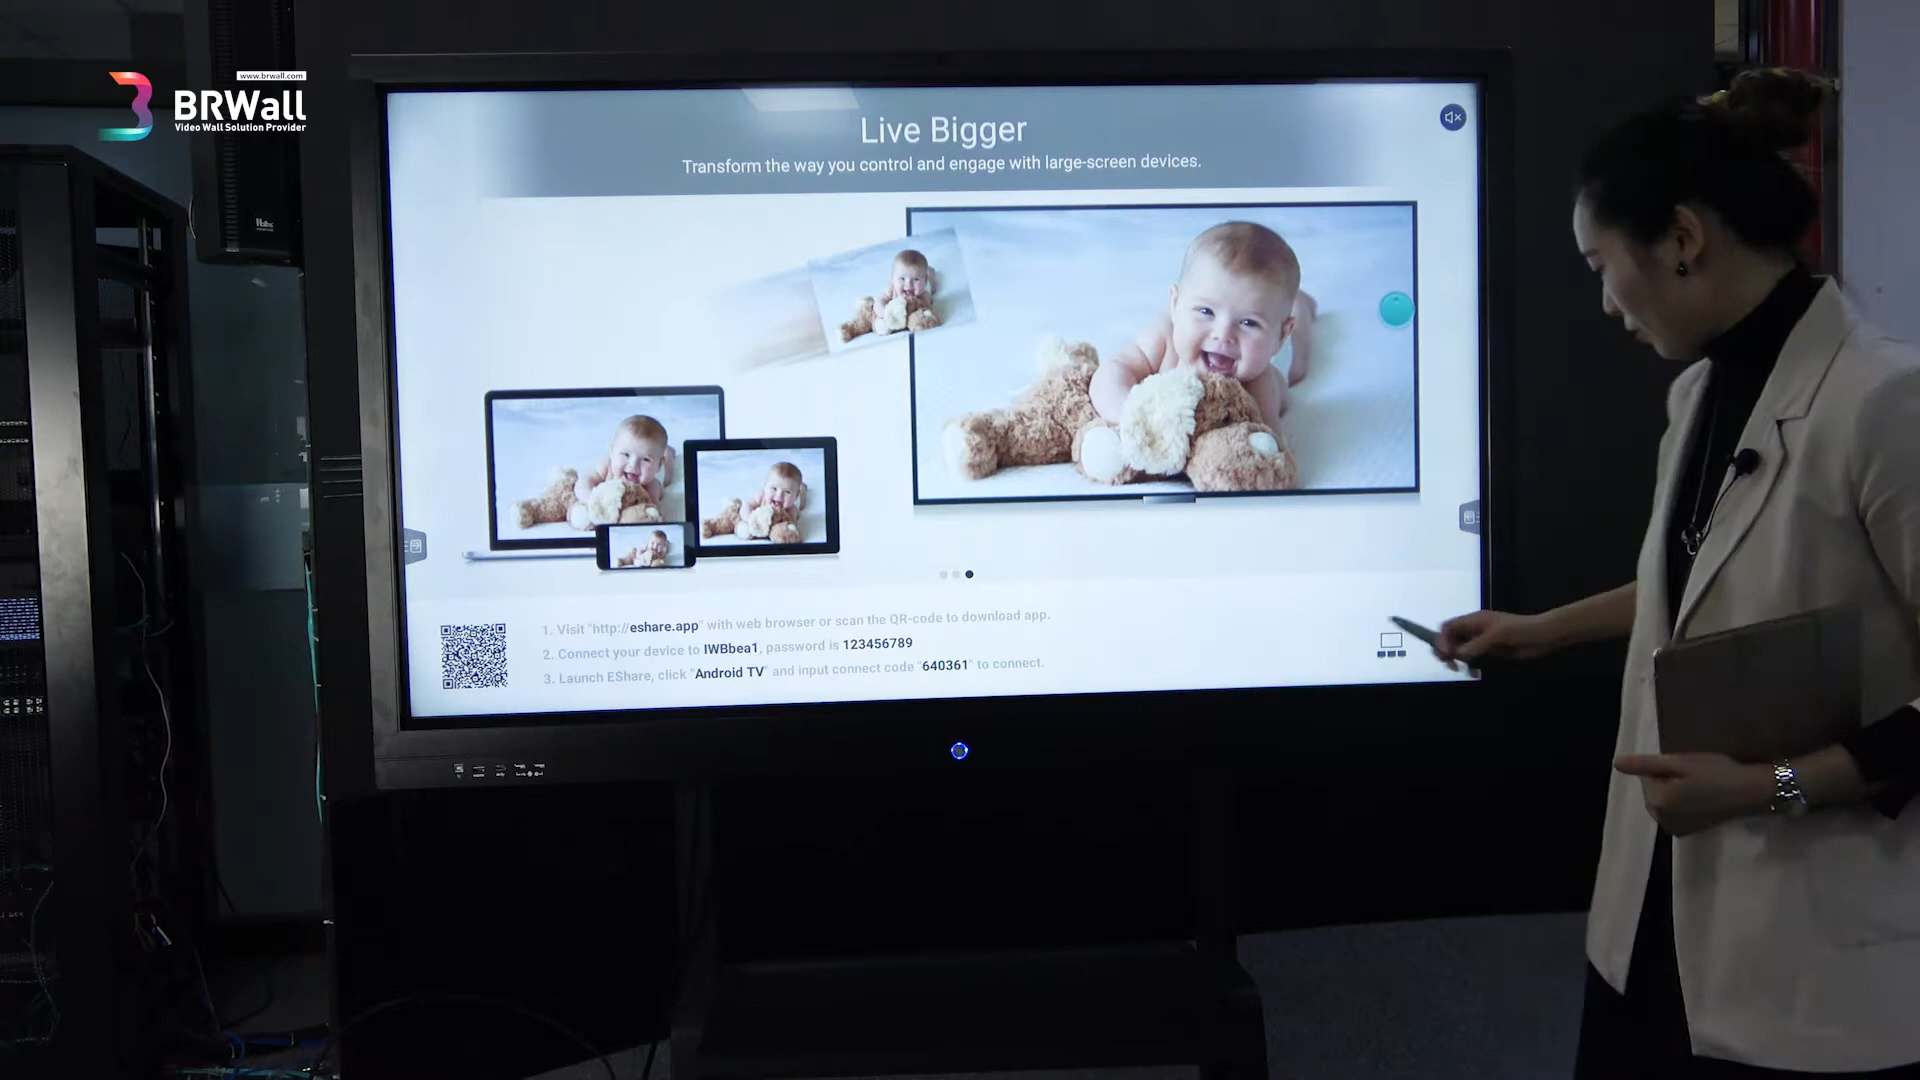 www.brwall.com
BRWall
Video Wall Solution Provider
Live Bigger
Transform the way you control and engage with large-screen devices.
1. Visit "http://eshare.app" with web browser or scan the QR-code to download app.
2. Connect your device to IWBbea1, password is 123456789
3. Launch EShare, click "Android TV" and input connect code "640361" to connect.